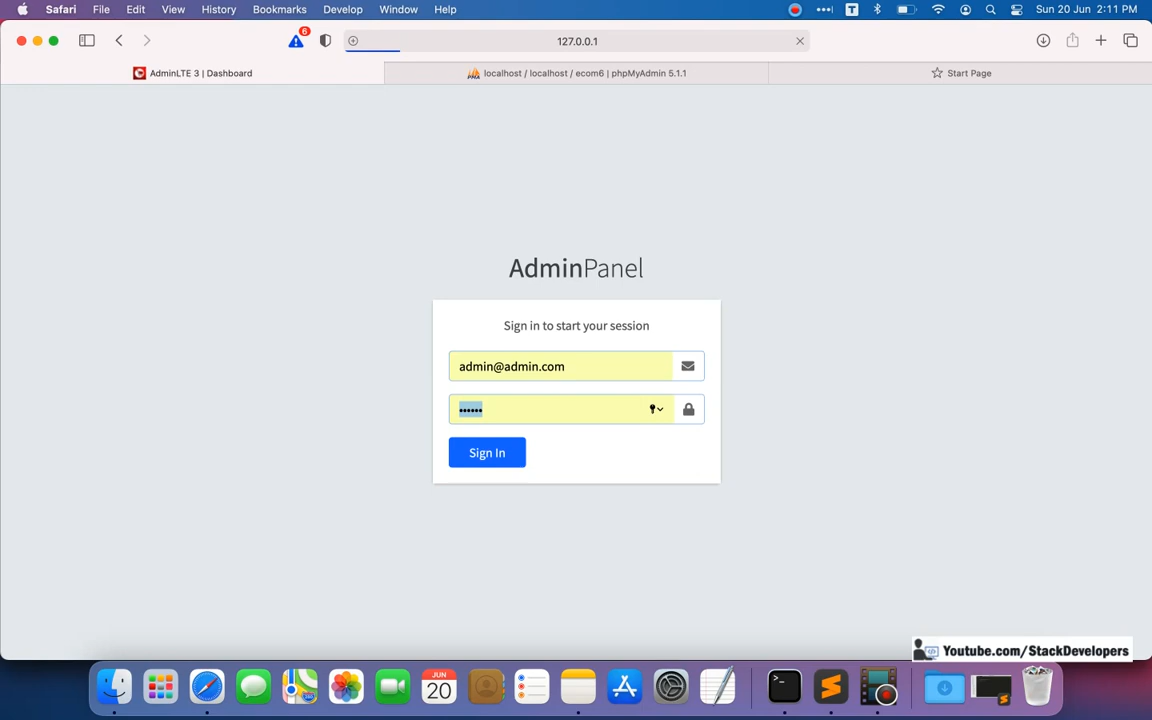 Safari File Edit View History Bookmarks Develop Window Help
6 T Sun 20 Jun 2:11 PM
127.0.0.1
AdminLTE 3 | Dashboard
localhost / localhost / ecom6 | phpMyAdmin 5.1.1
Start Page
AdminPanel
Sign in to start your session
admin@admin.com
••••••
Sign In
Youtube.com/StackDevelopers
JUN
20